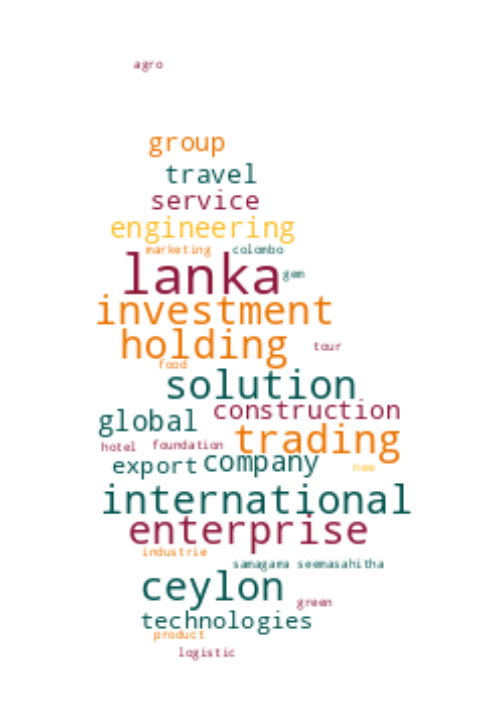 agro
group
travel
service
engineering
marketing colombo
lanka gem
investment
holding tour
food
solution
global construction
hotel foundation trading
export company new
international
enterprise
industrie
samagama seemasahitha
ceylon
green
technologies
product
logistic